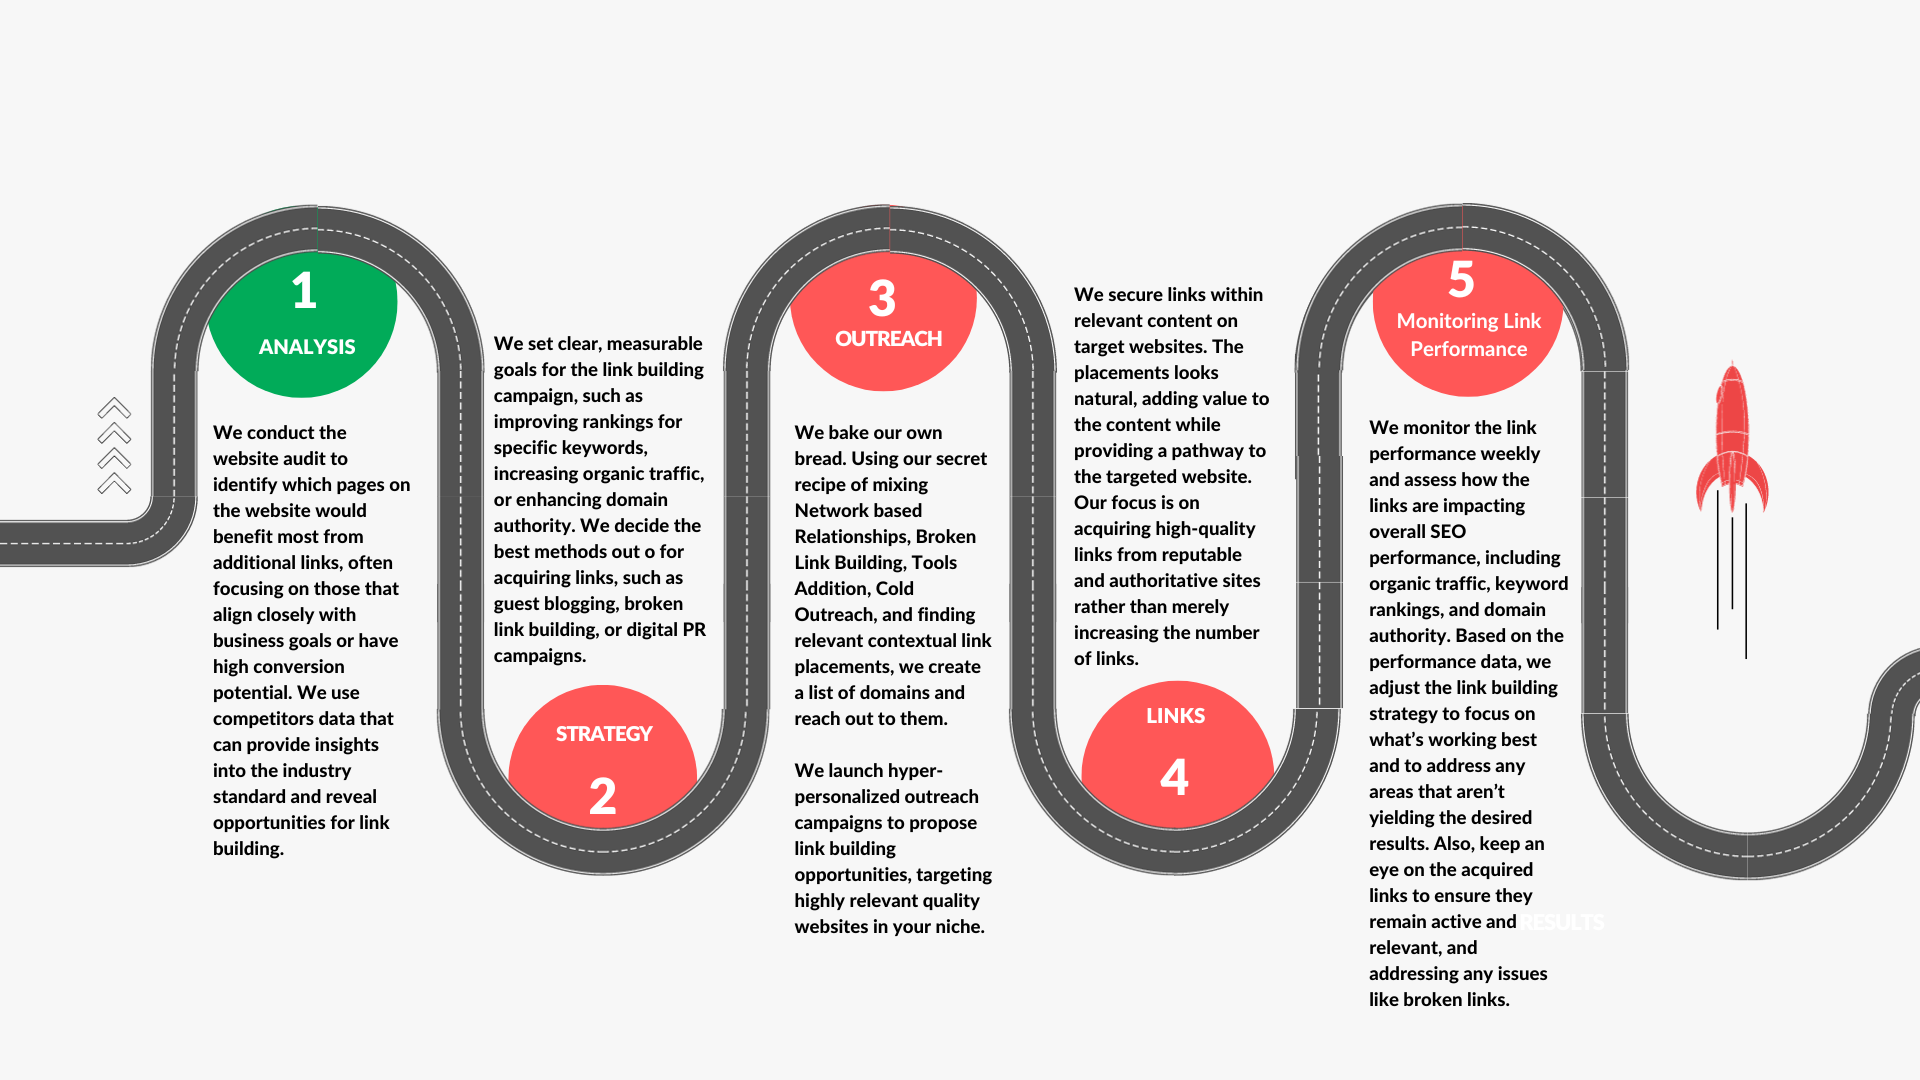 1
ANALYSIS
We conduct the
website audit to
identify which pages on
the website would
benefit most from
additional links, often
focusing on those that
align closely with
business goals or have
high conversion
potential. We use
competitors data that
can provide insights
into the industry
standard and reveal
opportunities for link
building.
We set clear, measurable
goals for the link building
campaign, such as
improving rankings for
specific keywords,
increasing organic traffic,
or enhancing domain
authority. We decide the
best methods out o for
acquiring links, such as
guest blogging, broken
link building, or digital PR
campaigns.
STRATEGY
2
3
OUTREACH
We bake our own
bread. Using our secret
recipe of mixing
Network based
Relationships, Broken
Link Building, Tools
Addition, Cold
Outreach, and finding
relevant contextual link
placements, we create
a list of domains and
reach out to them.
We launch hyper-
personalized outreach
campaigns to propose
link building
opportunities, targeting
highly relevant quality
websites in your niche.
We secure links within
relevant content on
target websites. The
placements looks
natural, adding value to
the content while
providing a pathway to
the targeted website.
Our focus is on
acquiring high-quality
links from reputable
and authoritative sites
rather than merely
increasing the number
of links.
LINKS
4
5
Monitoring Link
Performance
We monitor the link
performance weekly
and assess how the
links are impacting
overall SEO
performance, including
organic traffic, keyword
rankings, and domain
authority. Based on the
performance data, we
adjust the link building
strategy to focus on
what’s working best
and to address any
areas that aren’t
yielding the desired
results. Also, keep an
eye on the acquired
links to ensure they
remain active and
relevant, and
addressing any issues
like broken links.
RESULTS